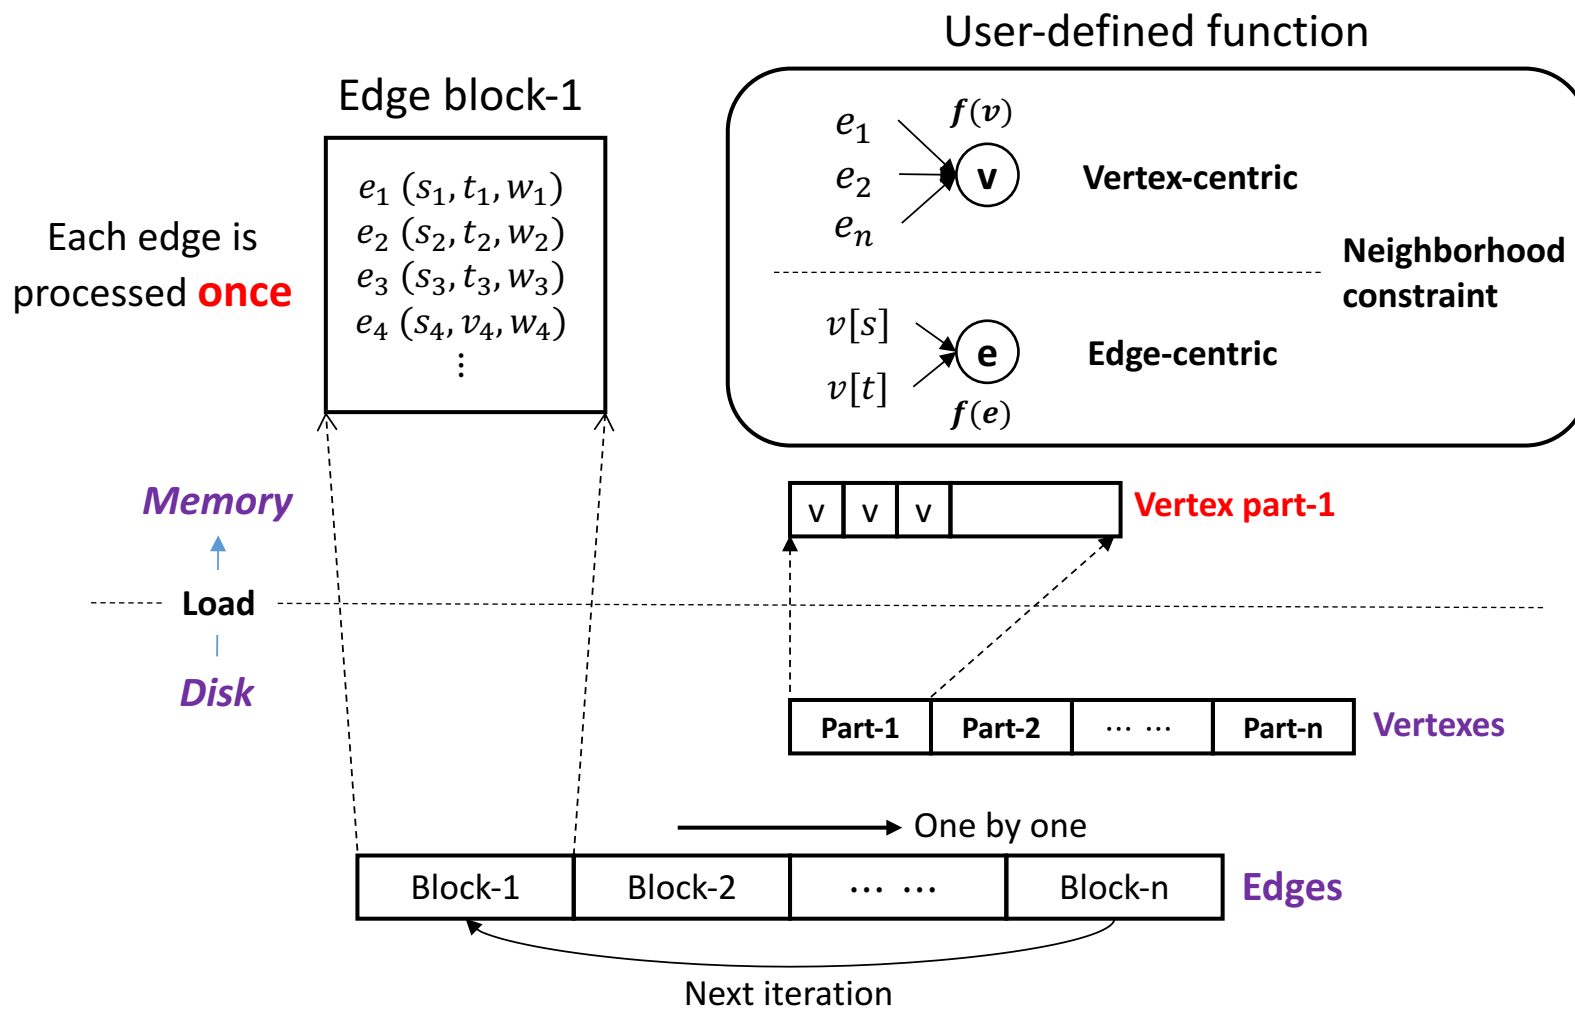 User-defined function
Edge block-1
e₁ (s₁, t₁, w₁)
e₂ (s₂, t₂, w₂)
e₃ (s₃, t₃, w₃)
e₄ (s₄, v₄, w₄)
⋮
Each edge is
processed once
e₁
e₂
eₙ
f(v)
v
Vertex-centric
Neighborhood
constraint
v[s]
v[t]
e
f(e)
Edge-centric
Memory
Load
Disk
v v v
Vertex part-1
Part-1 Part-2 ⋯ ⋯ Part-n
Vertexes
One by one
Block-1 Block-2 ⋯ ⋯ Block-n
Edges
Next iteration